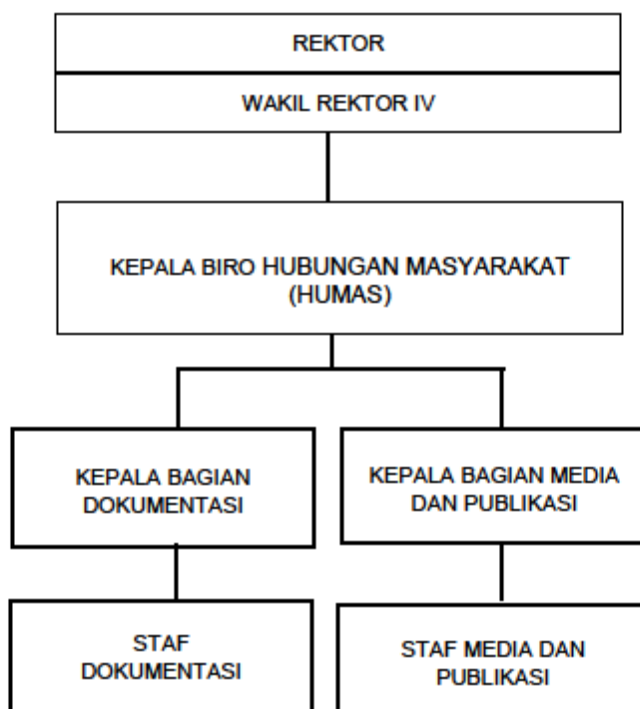 REKTOR
WAKIL REKTOR IV
KEPALA BIRO HUBUNGAN MASYARAKAT
(HUMAS)
KEPALA BAGIAN
DOKUMENTASI
KEPALA BAGIAN MEDIA
DAN PUBLIKASI
STAF
DOKUMENTASI
STAF MEDIA DAN
PUBLIKASI